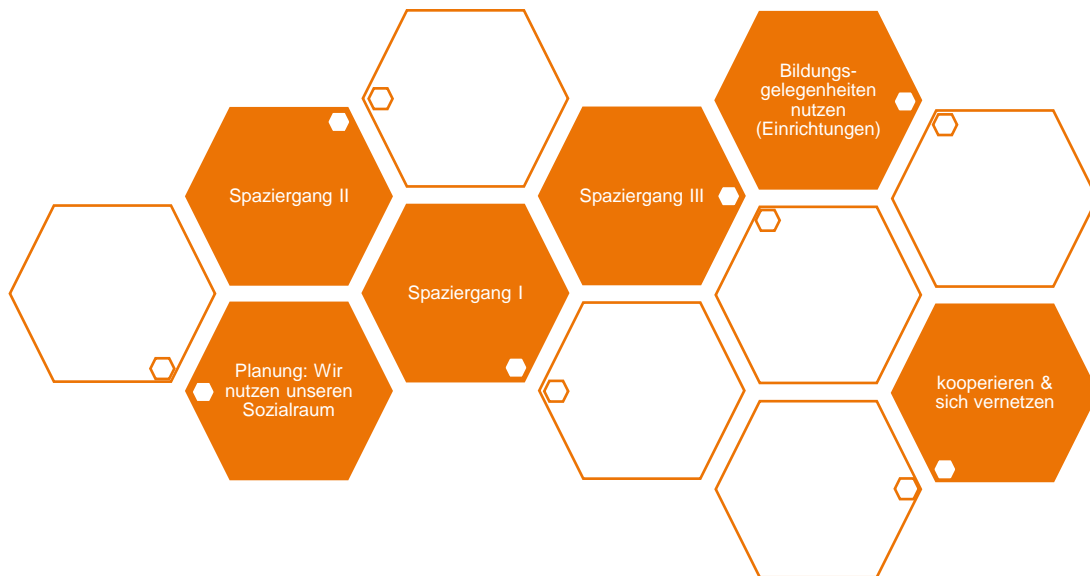 Bildungs-
gelegenheiten
nutzen
(Einrichtungen)
Spaziergang II
Spaziergang III
Spaziergang I
Planung: Wir
nutzen unseren
Sozialraum
kooperieren &
sich vernetzen